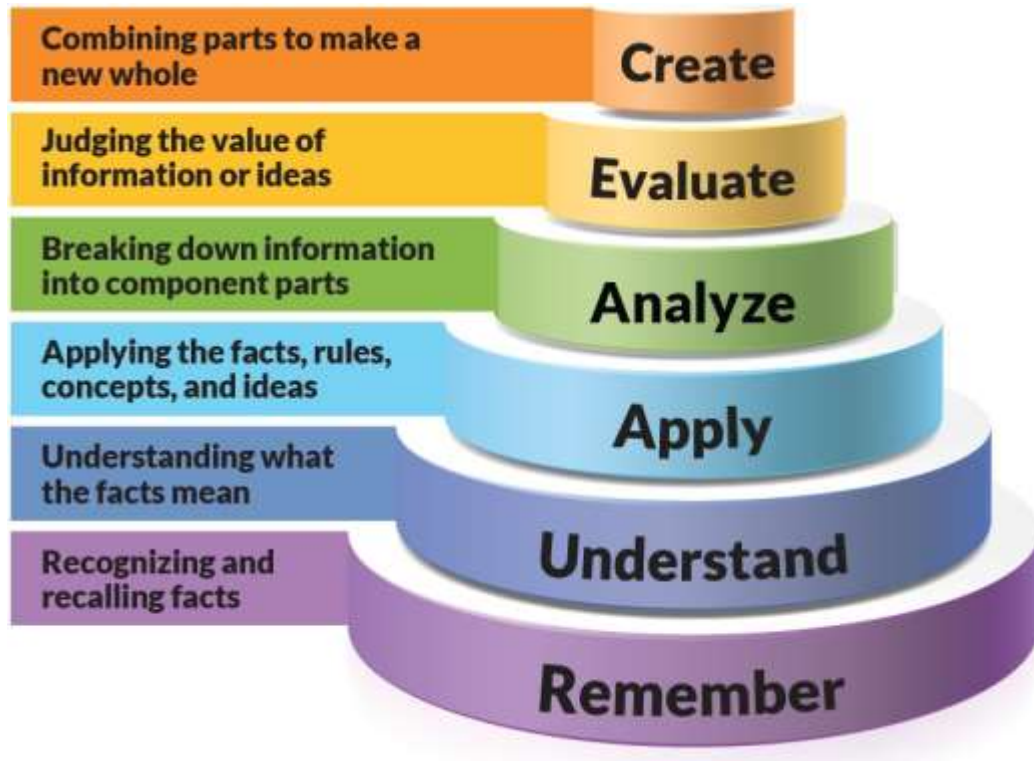 Combining parts to make a
new whole
Create
Judging the value of
information or ideas
Evaluate
Breaking down information
into component parts
Analyze
Applying the facts, rules,
concepts, and ideas
Apply
Understanding what
the facts mean
Understand
Recognizing and
recalling facts
Remember